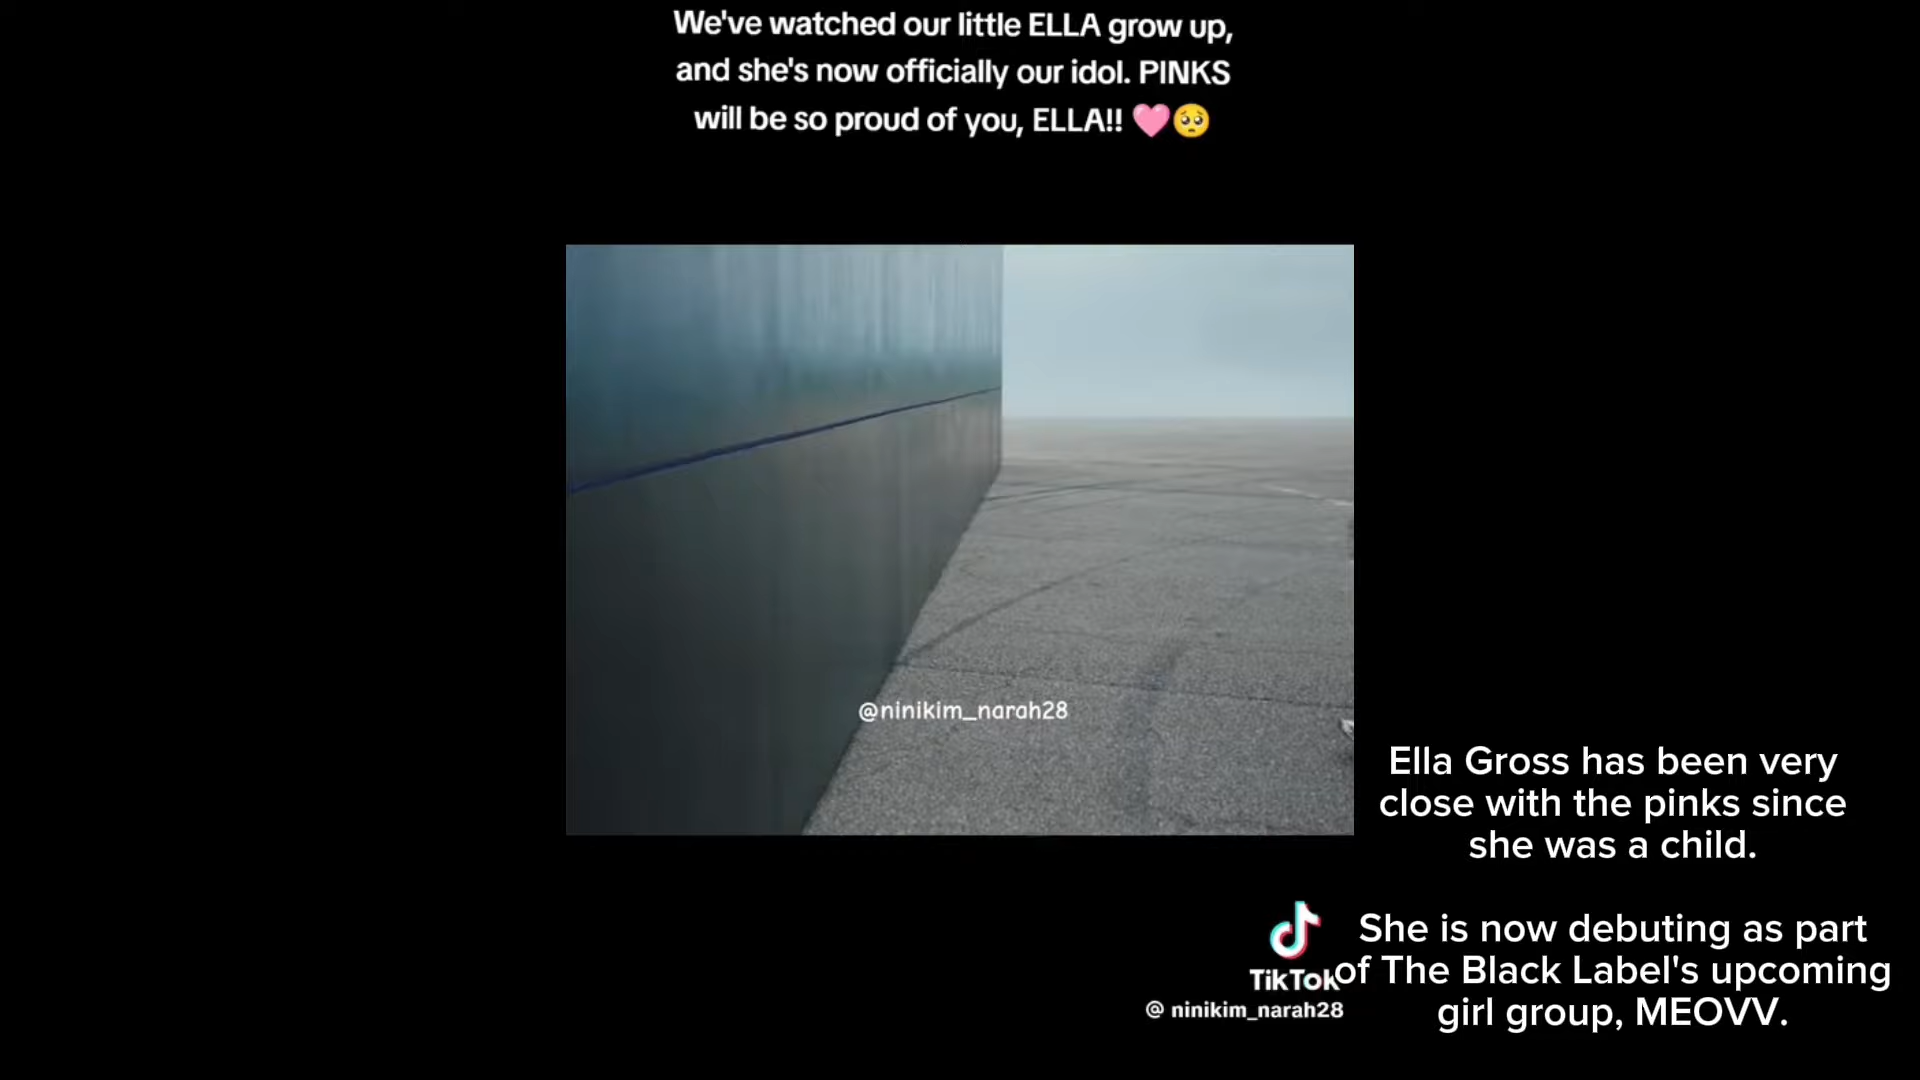 We've watched our little ELLA grow up,
and she's now officially our idol. PINKS
will be so proud of you, ELLA!! 🩷🥺
@ninikim_narah28
Ella Gross has been very
close with the pinks since
she was a child.
She is now debuting as part
of The Black Label's upcoming
girl group, MEOVV.
TikTok
@ ninikim_narah28